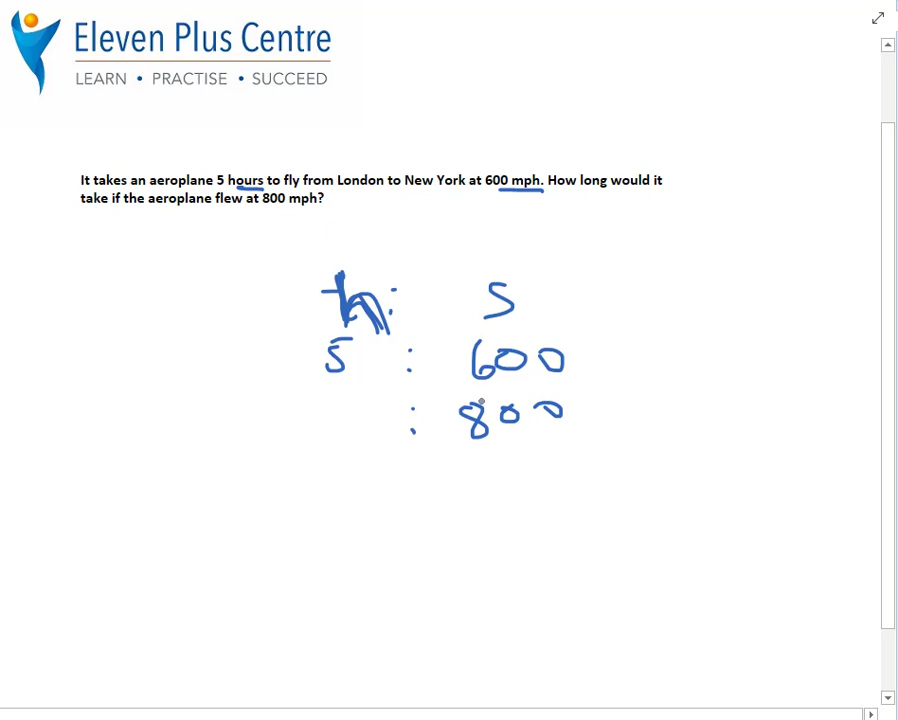 Eleven Plus Centre
LEARN • PRACTISE • SUCCEED
It takes an aeroplane 5 hours to fly from London to New York at 600 mph. How long would it
take if the aeroplane flew at 800 mph?
: S
5 : 600
: 800